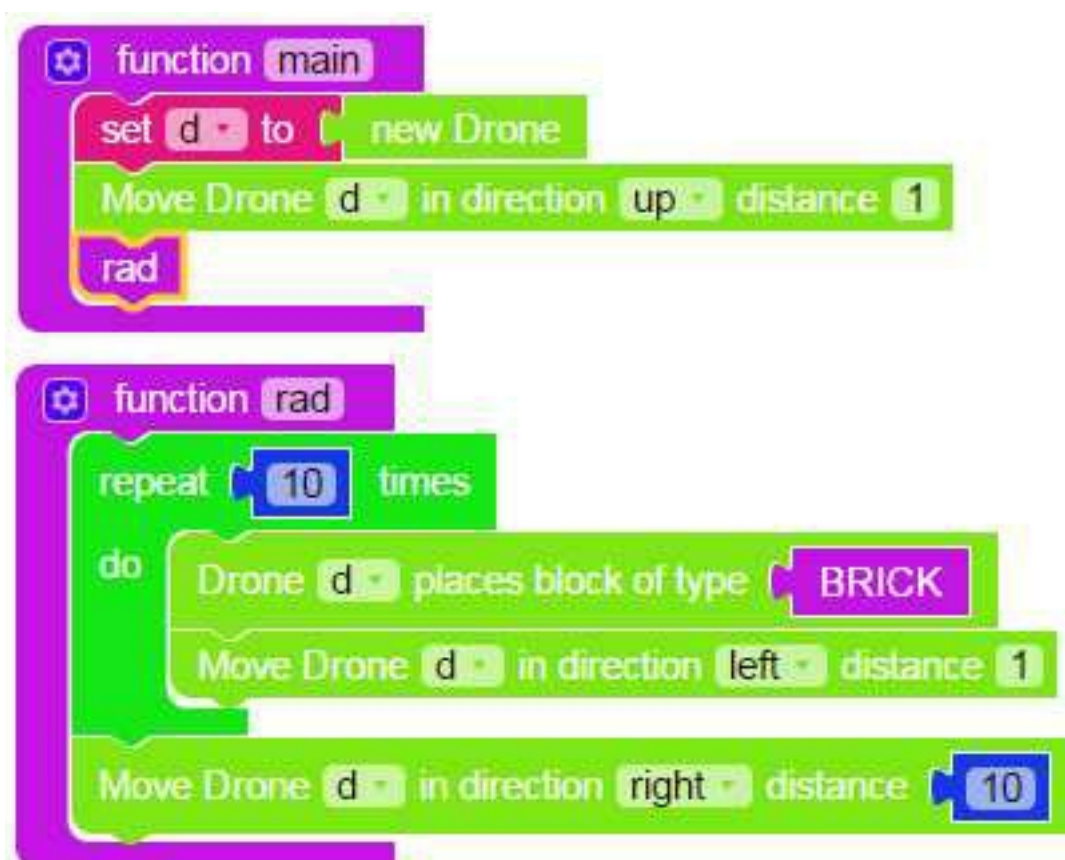 function main
set d to new Drone
Move Drone d in direction up distance 1
rad
function rad
repeat 10 times
do
Drone d places block of type BRICK
Move Drone d in direction left distance 1
Move Drone d in direction right distance 10